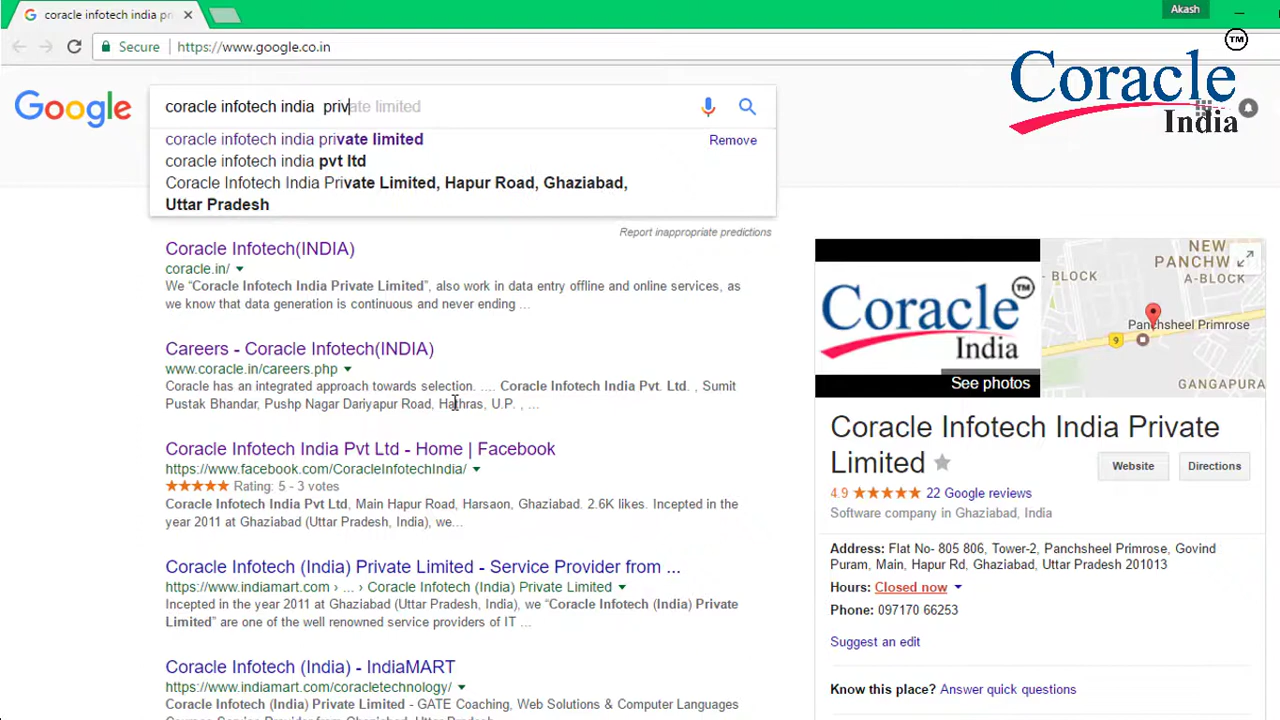 coracle infotech india pr
Akash
Secure
https://www.google.co.in
TM
Coracle
India
Google
coracle infotech india  private limited
coracle infotech india private limited
Remove
coracle infotech india pvt ltd
Coracle Infotech India Private Limited, Hapur Road, Ghaziabad,
Uttar Pradesh
Report inappropriate predictions
Coracle Infotech(INDIA)
coracle.in/
We “Coracle Infotech India Private Limited”, also work in data entry offline and online services, as
we know that data generation is continuous and never ending ...
Careers - Coracle Infotech(INDIA)
www.coracle.in/careers.php
Coracle has an integrated approach towards selection. .... Coracle Infotech India Pvt. Ltd. , Sumit
Pustak Bhandar, Pushp Nagar Dariyapur Road, Hathras, U.P. , ...
Coracle Infotech India Pvt Ltd - Home | Facebook
https://www.facebook.com/CoracleInfotechIndia/
Rating: 5 - 3 votes
Coracle Infotech India Pvt Ltd, Main Hapur Road, Harsaon, Ghaziabad. 2.6K likes. Incepted in the
year 2011 at Ghaziabad (Uttar Pradesh, India), we...
Coracle Infotech (India) Private Limited - Service Provider from ...
https://www.indiamart.com › ... › Coracle Infotech (India) Private Limited
Incepted in the year 2011 at Ghaziabad (Uttar Pradesh, India), we “Coracle Infotech (India) Private
Limited” are one of the well renowned service providers of IT ...
Coracle Infotech (India) - IndiaMART
https://www.indiamart.com/coracletechnology/
Coracle Infotech (India) Private Limited - GATE Coaching, Web Solutions & Computer Languages
TM
Coracle
India
See photos
-BLOCK
NEW
PANCHW
A-BLOCK
Panchsheel Primrose
9
GANGAPURA
Coracle Infotech India Private
Limited
Website
Directions
4.9
22 Google reviews
Software company in Ghaziabad, India
Address: Flat No- 805 806, Tower-2, Panchsheel Primrose, Govind
Puram, Main, Hapur Rd, Ghaziabad, Uttar Pradesh 201013
Hours: Closed now
Phone: 097170 66253
Suggest an edit
Know this place? Answer quick questions